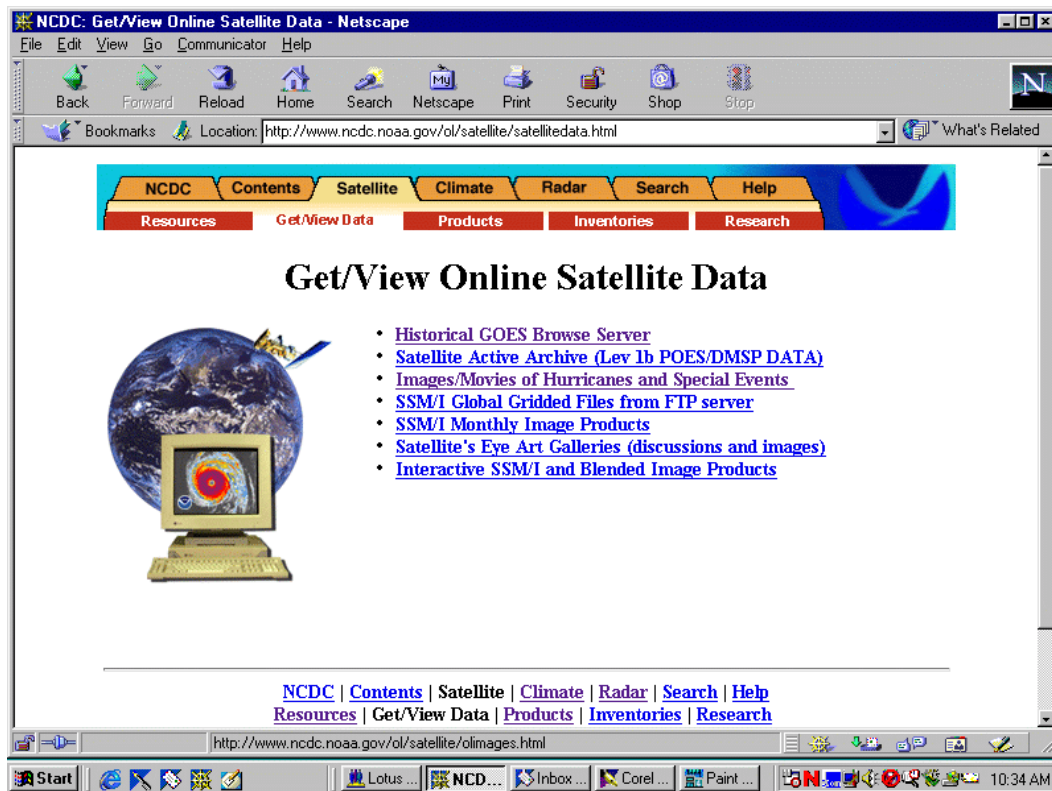 NCDC: Get/View Online Satellite Data - Netscape
File Edit View Go Communicator Help
Back Forward Reload Home Search Netscape Print Security Shop Stop
My
N
Bookmarks Location: http://www.ncdc.noaa.gov/ol/satellite/satellitedata.html What's Related
NCDC Contents Satellite Climate Radar Search Help
Resources Get/View Data Products Inventories Research
Get/View Online Satellite Data
• Historical GOES Browse Server
• Satellite Active Archive (Lev 1b POES/DMSP DATA)
• Images/Movies of Hurricanes and Special Events
• SSM/I Global Gridded Files from FTP server
• SSM/I Monthly Image Products
• Satellite's Eye Art Galleries (discussions and images)
• Interactive SSM/I and Blended Image Products
NCDC | Contents | Satellite | Climate | Radar | Search | Help
Resources | Get/View Data | Products | Inventories | Research
http://www.ncdc.noaa.gov/ol/satellite/olimages.html
Start Lotus ... NCD... Inbox ... Corel ... Paint ... N 10:34 AM